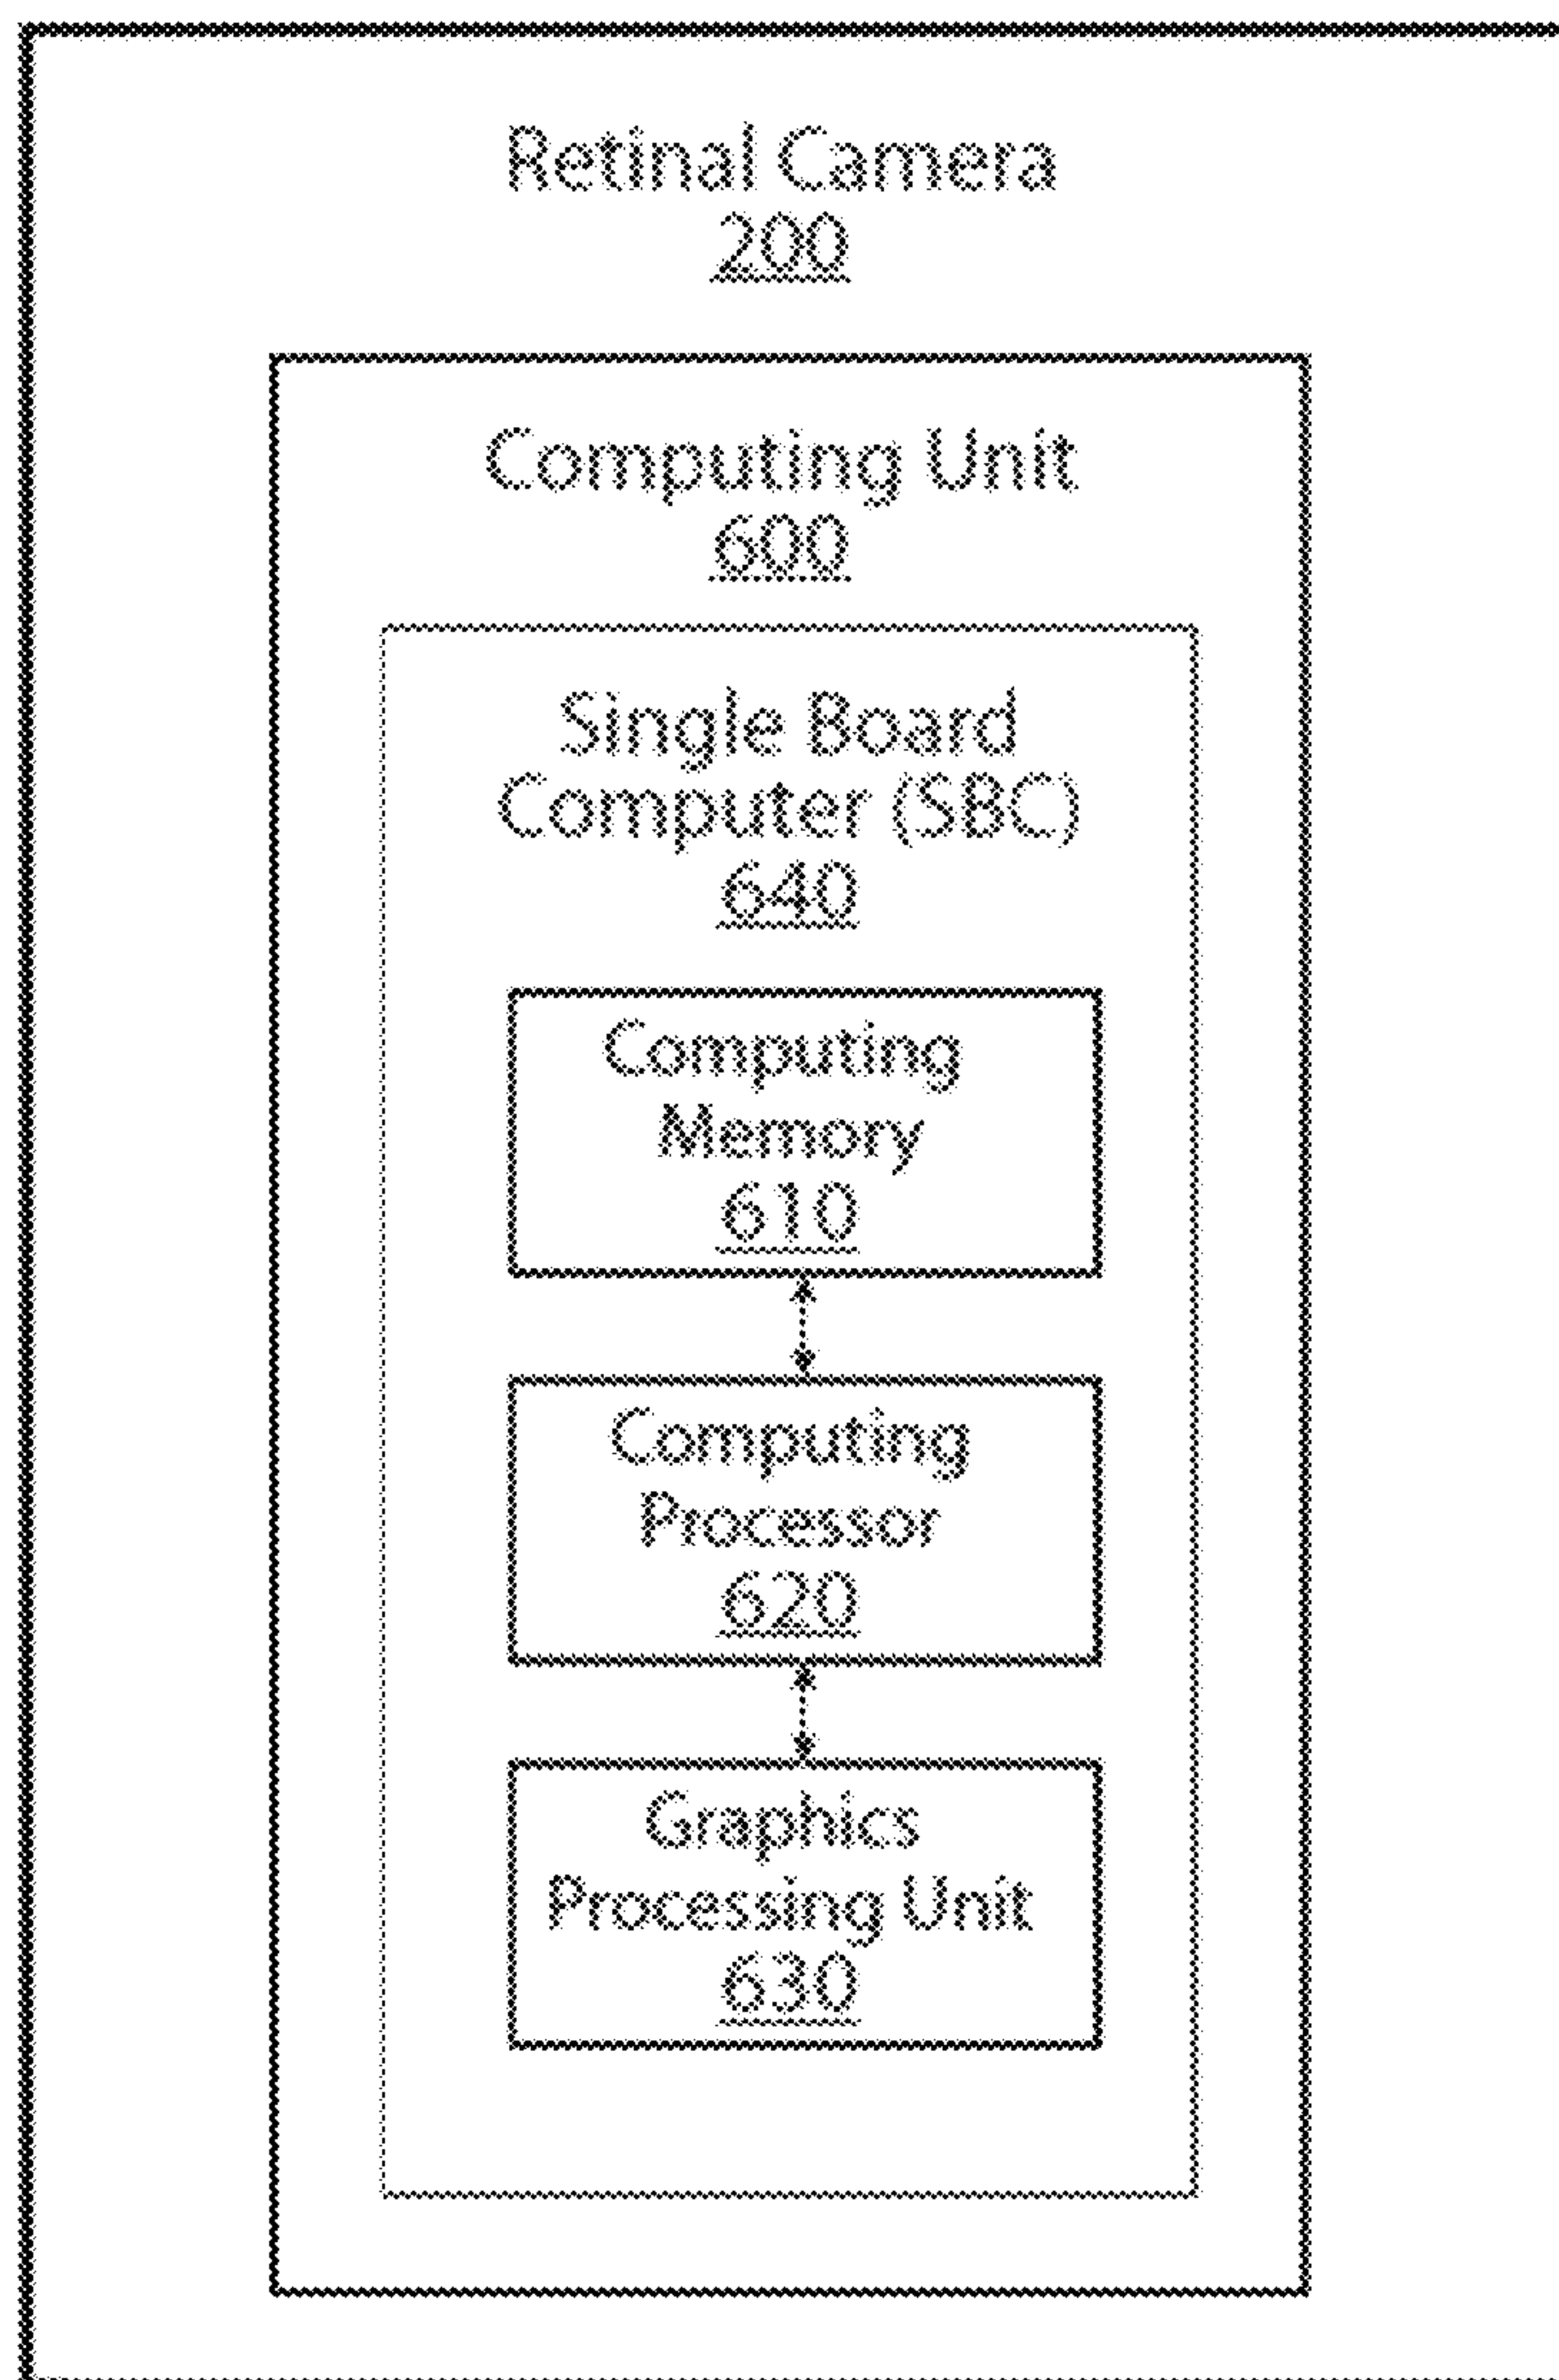 Retinal Camera
200
Computing Unit
600
Single Board
Computer (SBC)
640
Computing
Memory
610
Computing
Processor
620
Graphics
Processing Unit
630